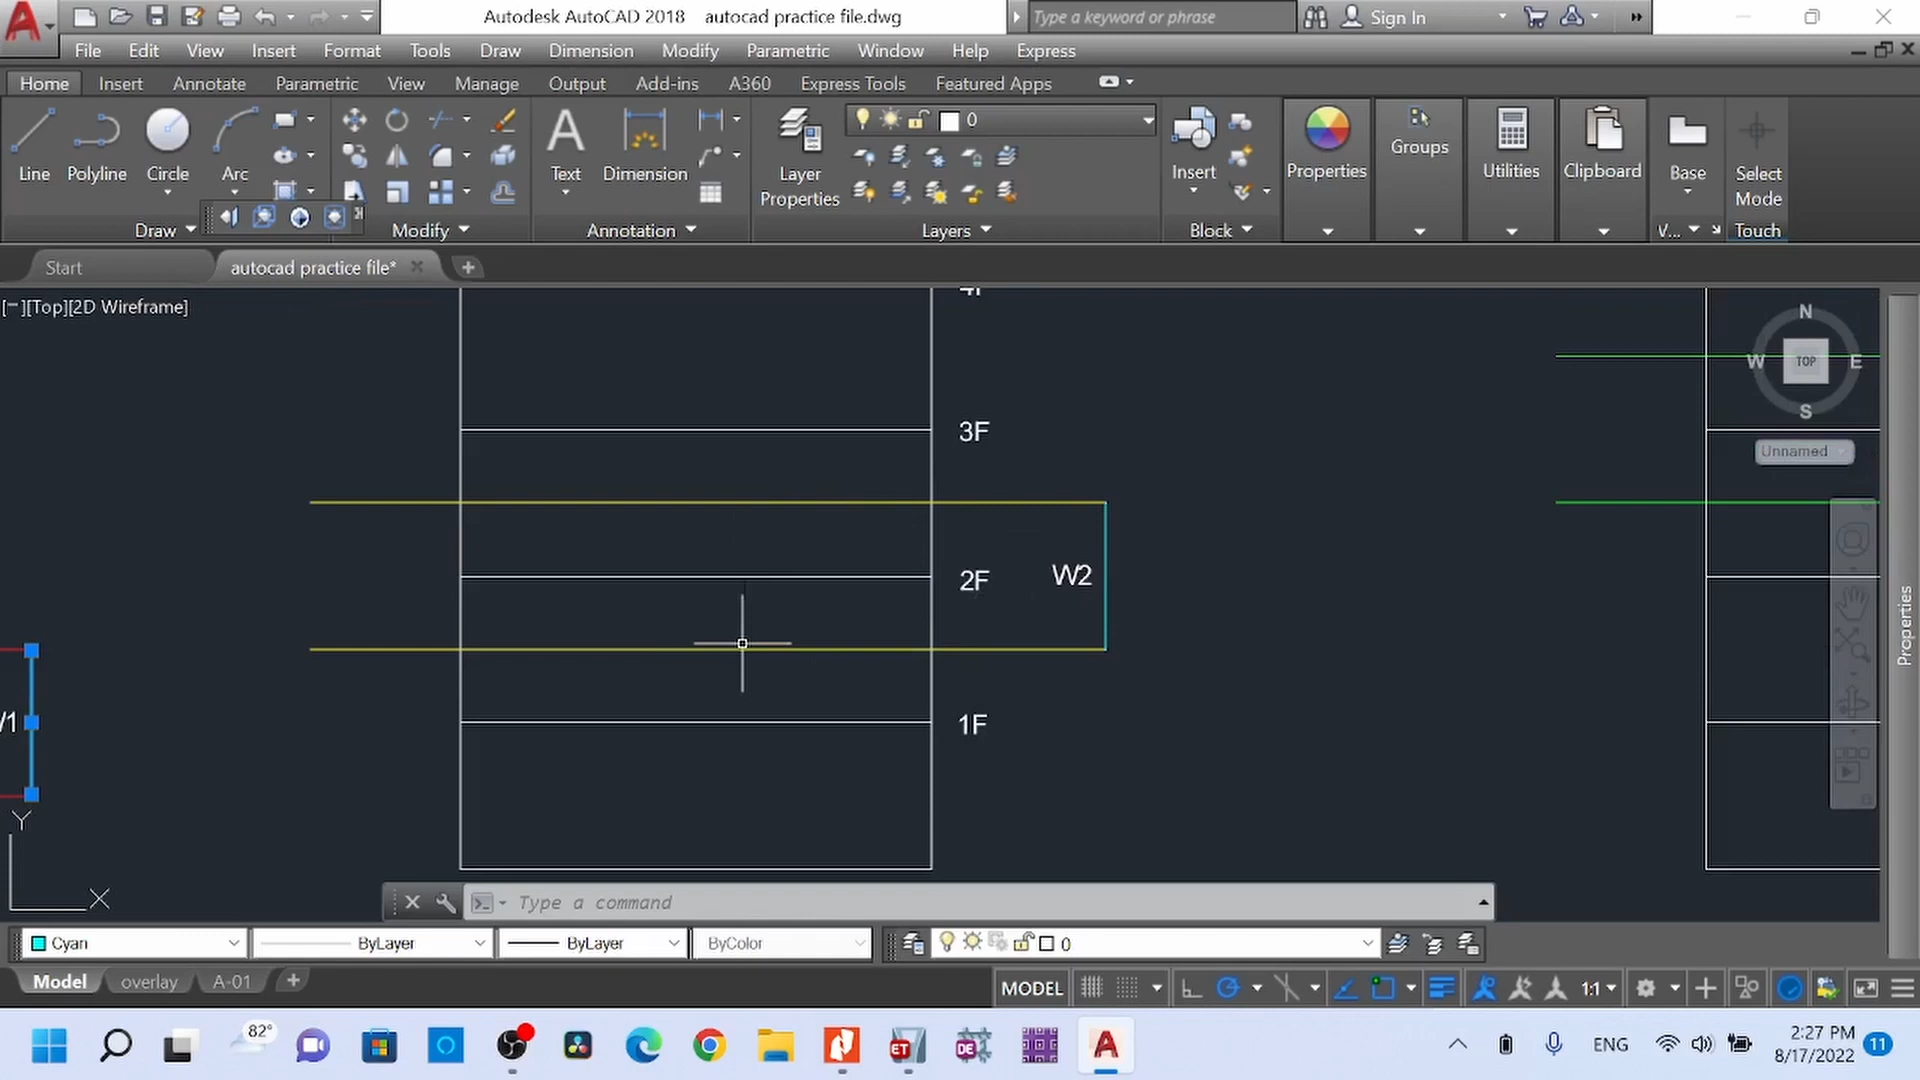 Autodesk AutoCAD 2018 autocad practice file.dwg Type a keyword or phrase Sign In
File Edit View Insert Format Tools Draw Dimension Modify Parametric Window Help Express
Home Insert Annotate Parametric View Manage Output Add-ins A360 Express Tools Featured Apps
0
Line Polyline Circle Arc Text Dimension Layer Properties Insert Properties Groups Utilities Clipboard Base Select Mode
Draw Modify Annotation Layers Block V... Touch
Start autocad practice file*
[−][Top][2D Wireframe]
N
W TOP E
S
3F
Unnamed
2F W2
Properties
1F
Y
X
Type a command
Cyan ByLayer ByLayer ByColor 0
Model overlay A-01 MODEL 1:1
82°
ET DE
ENG
2:27 PM
8/17/2022
11